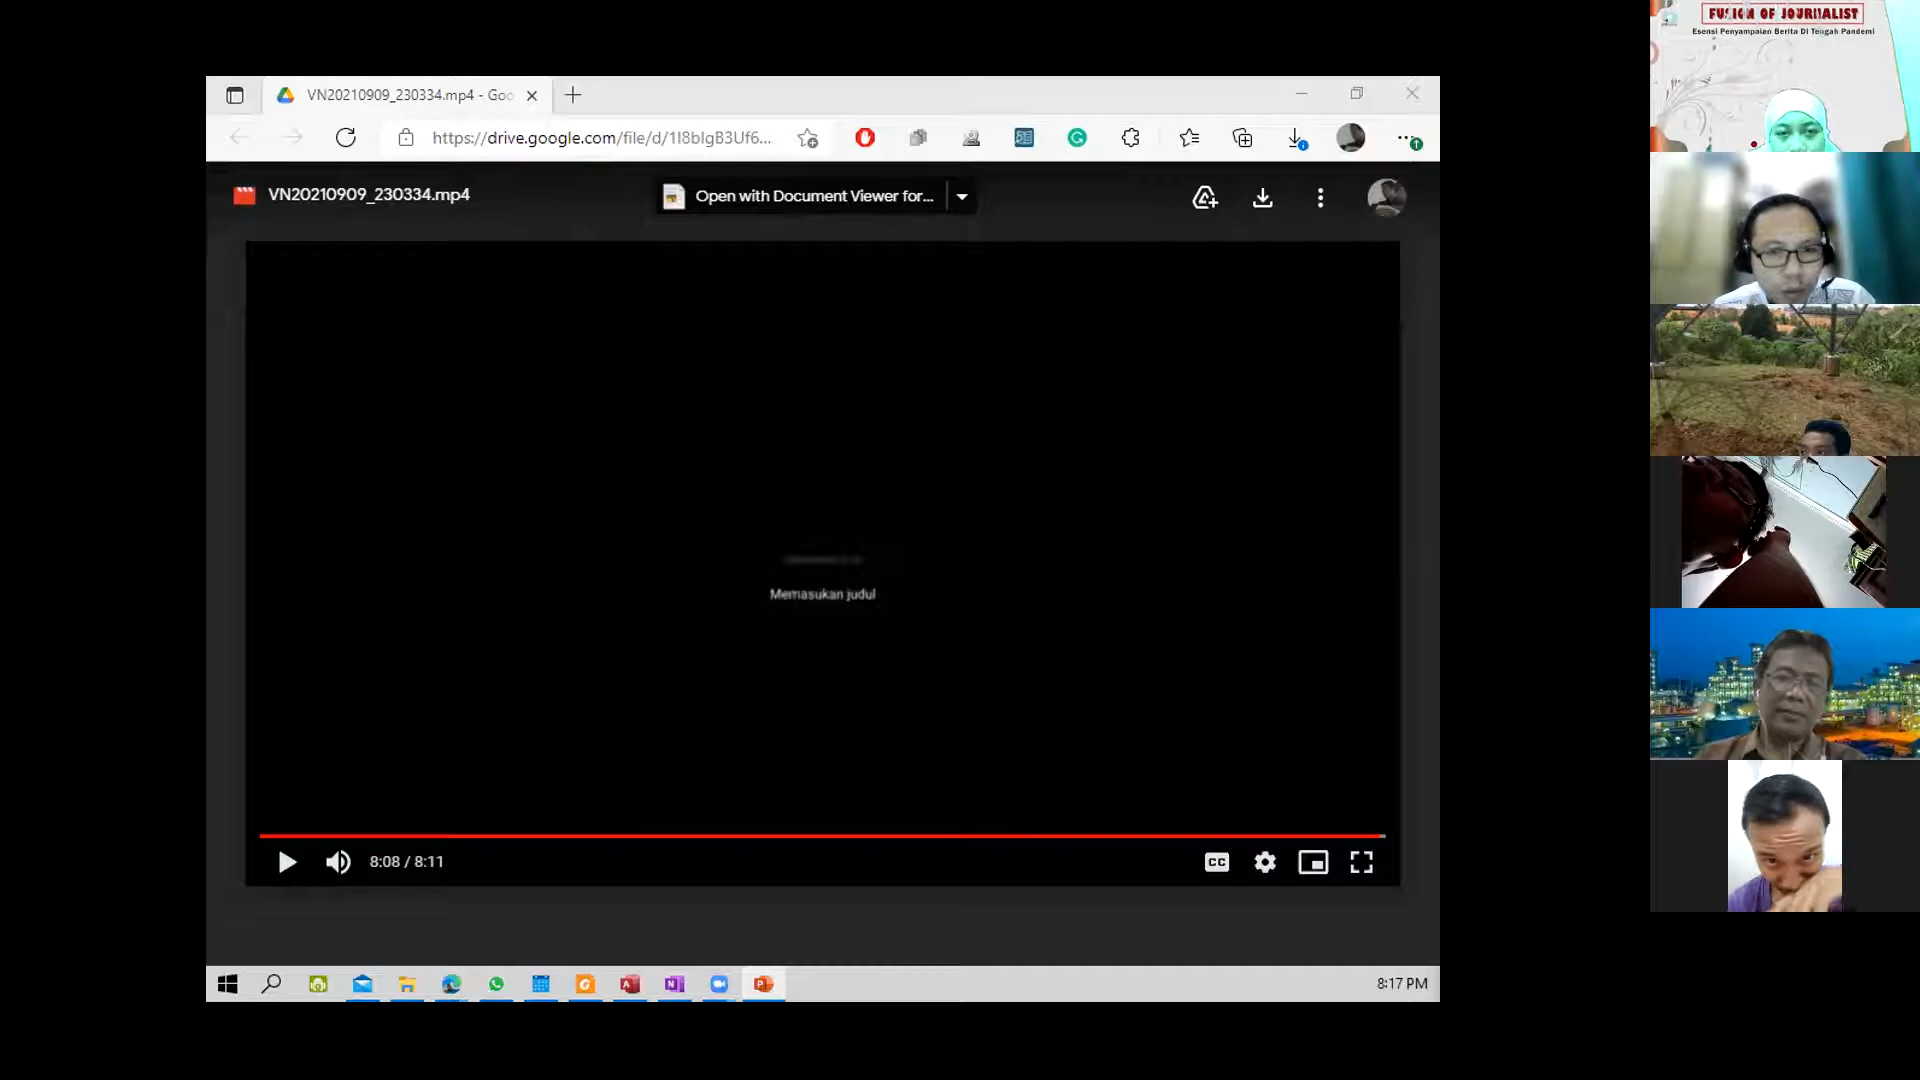 VN20210909_230334.mp4 - Goo
https://drive.google.com/file/d/1I8bIgB3Uf6...
VN20210909_230334.mp4
Open with Document Viewer for...
Memasukan judul
8:08 / 8:11
CC
8:17 PM
FUSION OF JOURNALIST
Esensi Penyampaian Berita Di Tengah Pandemi